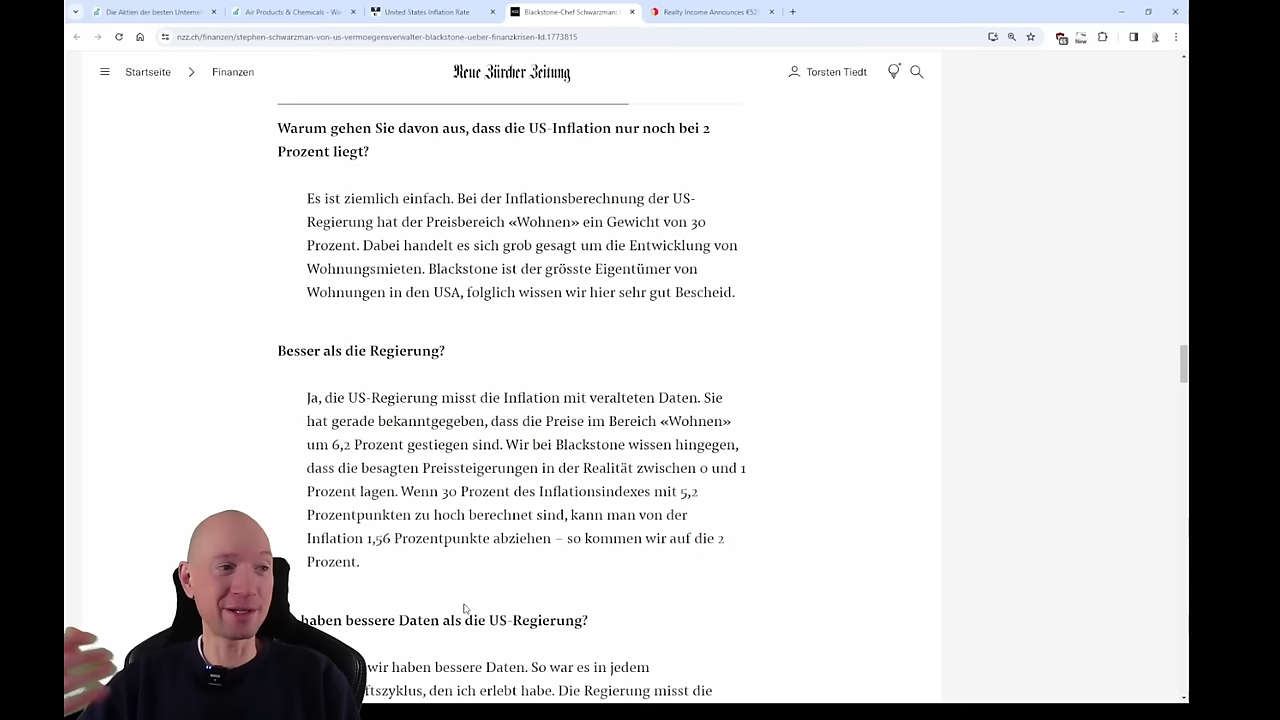 Die Aktien der besten Unterne
Air Products & Chemicals - Wa
United States Inflation Rate
Blackstone-Chef Schwarzman:
Realty Income Announces €52
nzz.ch/finanzen/stephen-schwarzman-von-us-vermoegensverwalter-blackstone-ueber-finanzkrisen-ld.1773815
Startseite
Finanzen
Neue Zürcher Zeitung
Torsten Tiedt
Warum gehen Sie davon aus, dass die US-Inflation nur noch bei 2
Prozent liegt?
Es ist ziemlich einfach. Bei der Inflationsberechnung der US-
Regierung hat der Preisbereich «Wohnen» ein Gewicht von 30
Prozent. Dabei handelt es sich grob gesagt um die Entwicklung von
Wohnungsmieten. Blackstone ist der grösste Eigentümer von
Wohnungen in den USA, folglich wissen wir hier sehr gut Bescheid.
Besser als die Regierung?
Ja, die US-Regierung misst die Inflation mit veralteten Daten. Sie
hat gerade bekanntgegeben, dass die Preise im Bereich «Wohnen»
um 6,2 Prozent gestiegen sind. Wir bei Blackstone wissen hingegen,
dass die besagten Preissteigerungen in der Realität zwischen 0 und 1
Prozent lagen. Wenn 30 Prozent des Inflationsindexes mit 5,2
Prozentpunkten zu hoch berechnet sind, kann man von der
Inflation 1,56 Prozentpunkte abziehen – so kommen wir auf die 2
Prozent.
haben bessere Daten als die US-Regierung?
wir haben bessere Daten. So war es in jedem
ftszyklus, den ich erlebt habe. Die Regierung misst die